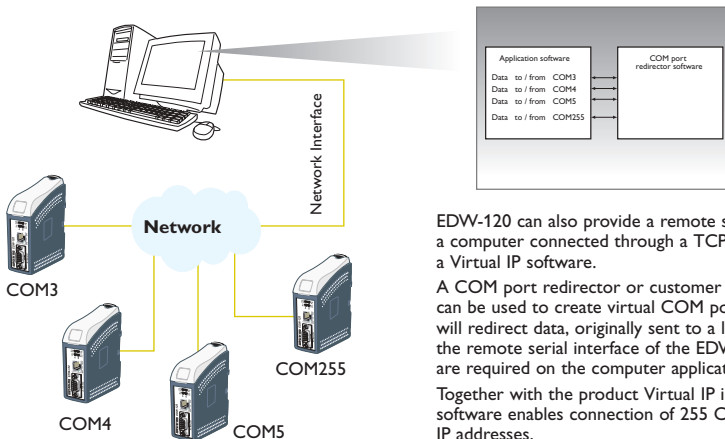 Application software
Data to / from COM3
Data to / from COM4
Data to / from COM5
Data to / from COM255
COM port
redirector software
Network Interface
Network
COM3
COM4
COM5
COM255
EDW-120 can also provide a remote s
a computer connected through a TCP
a Virtual IP software.
A COM port redirector or customer
can be used to create virtual COM po
will redirect data, originally sent to a l
the remote serial interface of the EDW
are required on the computer applicat
Together with the product Virtual IP i
software enables connection of 255 C
IP addresses.